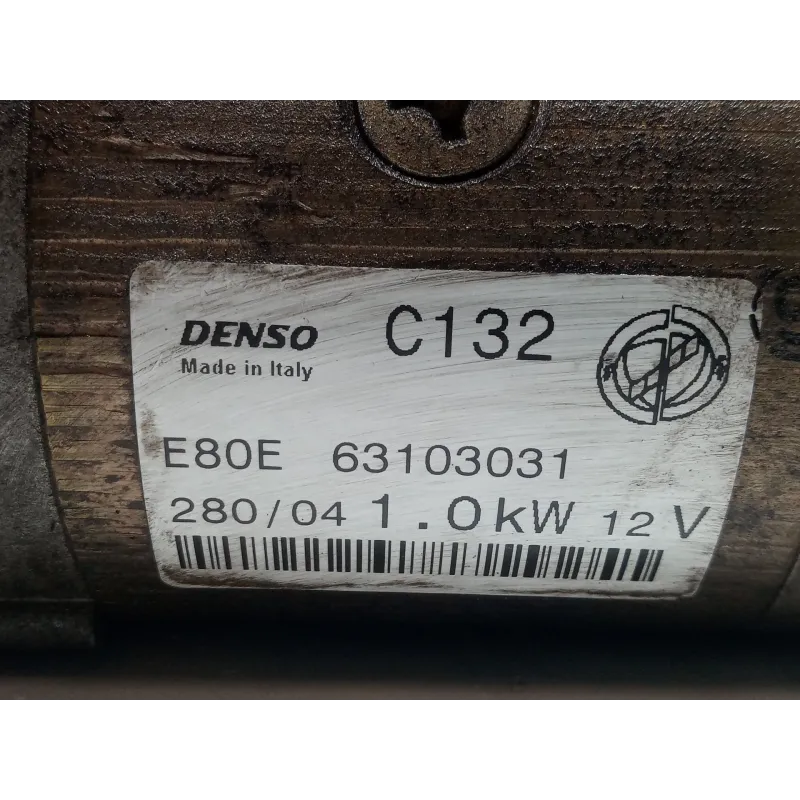 DENSO C132
Made in Italy
E80E 63103031
280/04 1.0kW 12V